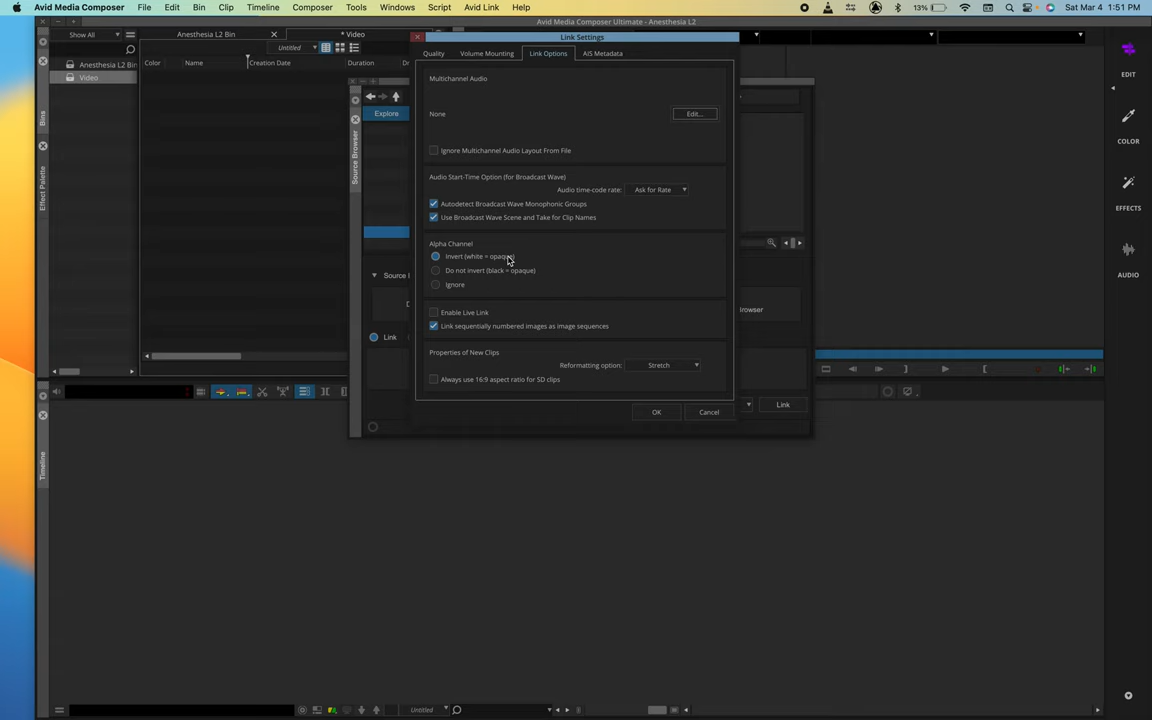 Avid Media Composer File Edit Bin Clip Timeline Composer Tools Windows Script Avid Link Help 13% Sat Mar 4 1:51 PM
Avid Media Composer Ultimate - Anesthesia L2
Show All Anesthesia L2 Bin * Video
Untitled
Anesthesia L2 Bin
Video
Color Name Creation Date Duration
Bins
Effect Palette
Source Browser
Explore
Link Settings
Quality Volume Mounting Link Options AIS Metadata
Multichannel Audio
None Edit...
Ignore Multichannel Audio Layout From File
Audio Start-Time Option (for Broadcast Wave)
Audio time-code rate: Ask for Rate
Autodetect Broadcast Wave Monophonic Groups
Use Broadcast Wave Scene and Take for Clip Names
Alpha Channel
Invert (white = opaque)
Do not invert (black = opaque)
Ignore
Enable Live Link
Link sequentially numbered images as image sequences
Properties of New Clips
Reformatting option: Stretch
Always use 16:9 aspect ratio for SD clips
OK Cancel
Link
Link
EDIT
COLOR
EFFECTS
AUDIO
Timeline
Untitled